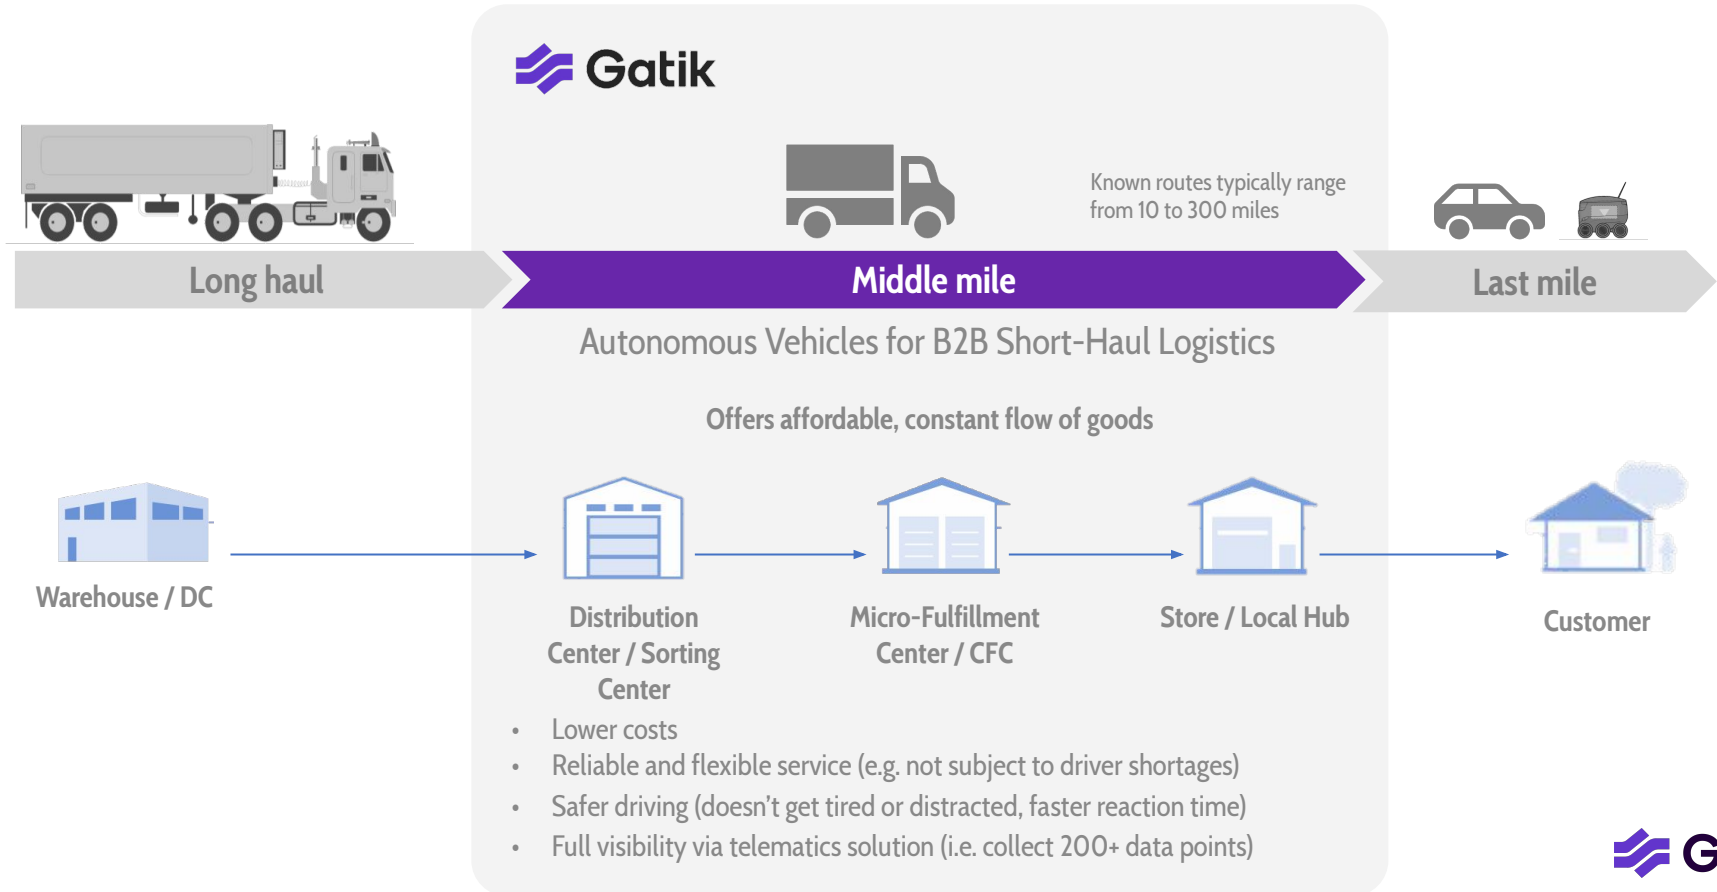 Gatik
Known routes typically range
from 10 to 300 miles
Long haul
Middle mile
Last mile
Autonomous Vehicles for B2B Short-Haul Logistics
Offers affordable, constant flow of goods
Warehouse / DC
Distribution
Center / Sorting
Center
Micro-Fulfillment
Center / CFC
Store / Local Hub
Customer
• Lower costs
• Reliable and flexible service (e.g. not subject to driver shortages)
• Safer driving (doesn't get tired or distracted, faster reaction time)
• Full visibility via telematics solution (i.e. collect 200+ data points)
G